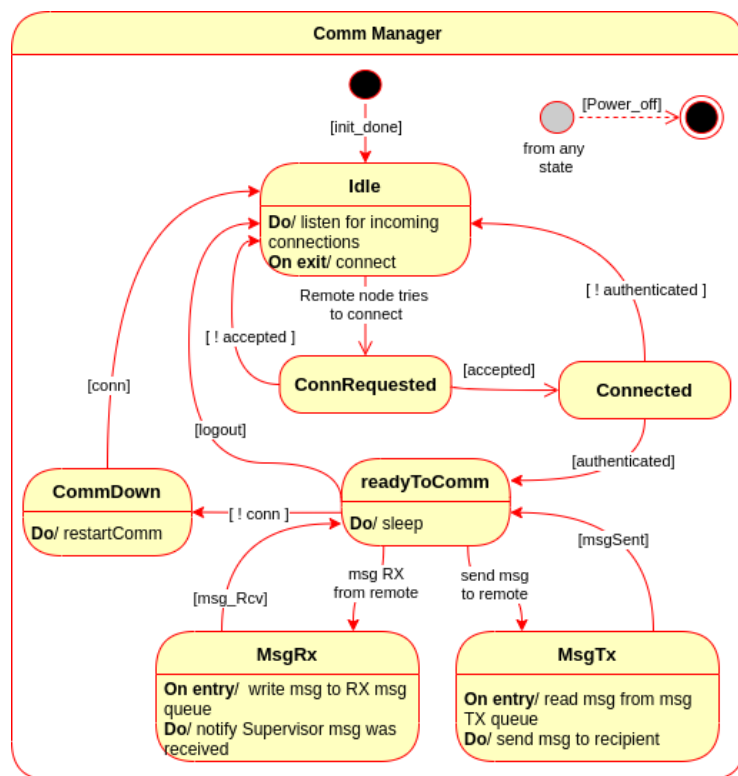 Comm Manager
[init_done]
[Power_off]
from any
state
Idle
Do/ listen for incoming
connections
On exit/ connect
Remote node tries
to connect
[ ! authenticated ]
[ ! accepted ]
[accepted]
ConnRequested
Connected
[conn]
[logout]
[authenticated]
CommDown
Do/ restartComm
[ ! conn ]
readyToComm
Do/ sleep
[msgSent]
[msg_Rcv]
msg RX
from remote
send msg
to remote
MsgRx
On entry/ write msg to RX msg
queue
Do/ notify Supervisor msg was
received
MsgTx
On entry/ read msg from msg
TX queue
Do/ send msg to recipient